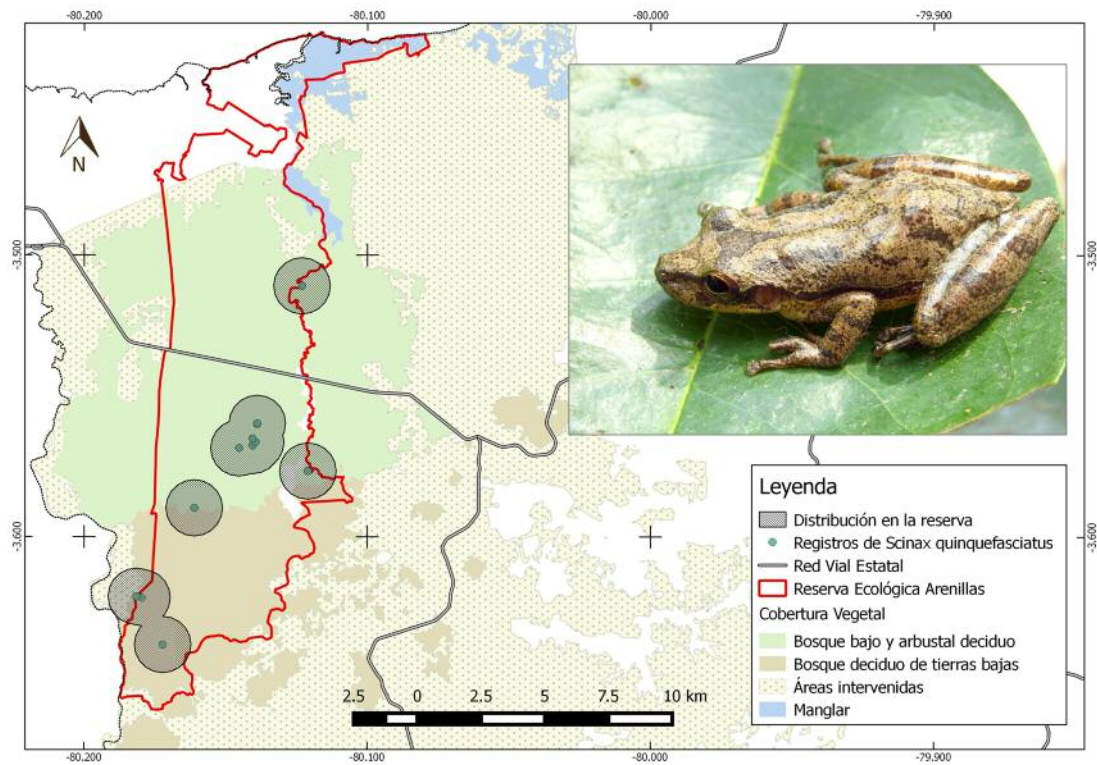 -80.200 -80.100 -80.000 -79.900
N
-3.500 -3.500
-3.600 -3.600
Leyenda
Distribución en la reserva
Registros de Scinax quinquefasciatus
Red Vial Estatal
Reserva Ecológica Arenillas
Cobertura Vegetal
Bosque bajo y arbustal deciduo
Bosque deciduo de tierras bajas
Áreas intervenidas
Manglar
2.5 0 2.5 5 7.5 10 km
-80.200 -80.100 -80.000 -79.900